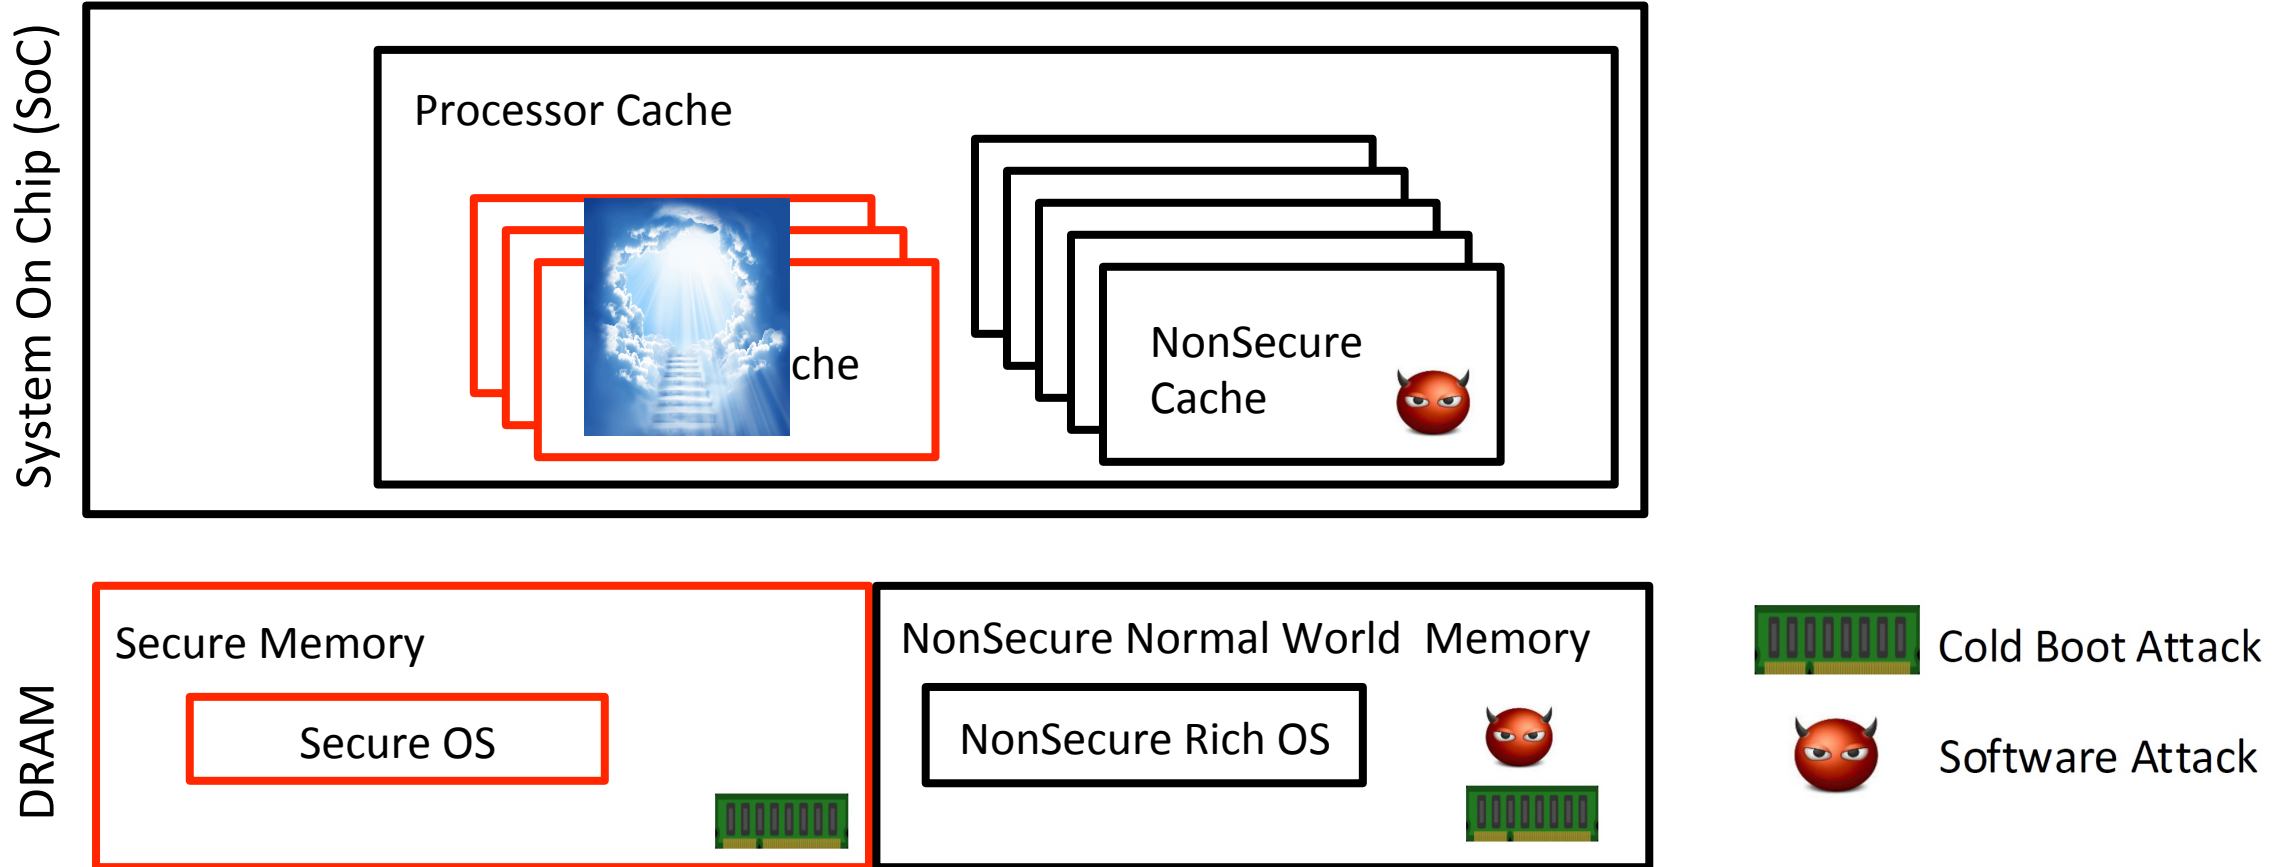 System On Chip (SoC)
Processor Cache
che
NonSecure
Cache
DRAM
Secure Memory
Secure OS
NonSecure Normal World Memory
NonSecure Rich OS
Cold Boot Attack
Software Attack